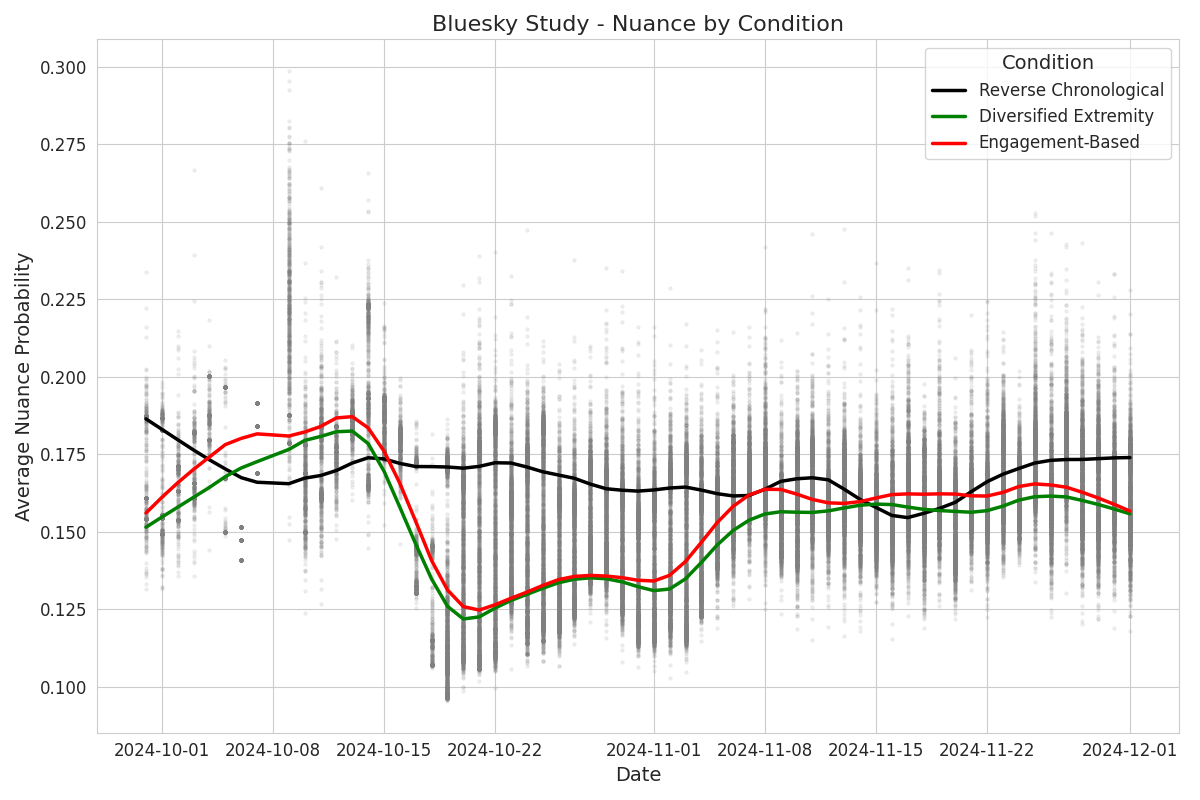 Bluesky Study - Nuance by Condition
Condition
Reverse Chronological
Diversified Extremity
Engagement-Based
Average Nuance Probability
0.300
0.275
0.250
0.225
0.200
0.175
0.150
0.125
0.100
2024-10-01 2024-10-08 2024-10-15 2024-10-22 2024-11-01 2024-11-08 2024-11-15 2024-11-22 2024-12-01
Date